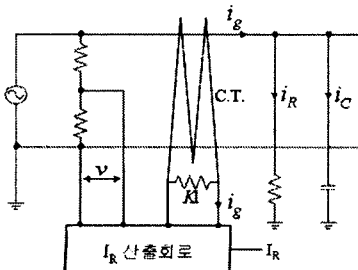 i_g
C.T.
i_R
i_C
v
Kl
i_g
I_R 산출회로
I_R